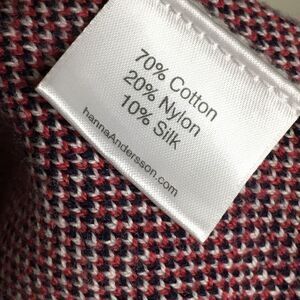 70% Cotton
20% Nylon
10% Silk
hannaAndersson.com